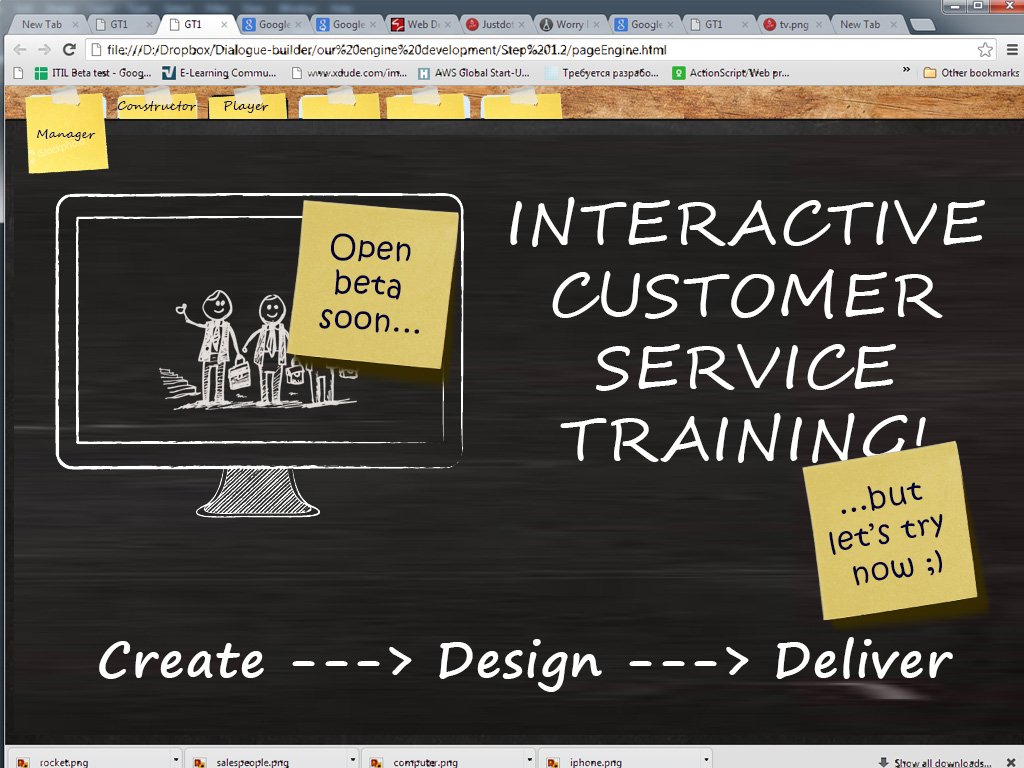 New Tab
GT1
GT1
Google
Google
Web D
Justdot
Worry
Google
GT1
tv.png
New Tab
file:///D:/Dropbox/Dialogue-builder/our%20engine%20development/Step%201.2/pageEngine.html
ITIL Beta test - Goog...
E-Learning Commu...
www.xdude.com/im...
AWS Global Start-U...
Требуется разрабо...
ActionScript/Web pr...
»
Other bookmarks
Manager
Constructor
Player
INTERACTIVE
CUSTOMER
SERVICE
TRAINING!
Open
beta
soon...
...but
let's try
now ;)
Create ---> Design ---> Deliver
rocket.png
salespeople.png
computer.png
iphone.png
Show all downloads...